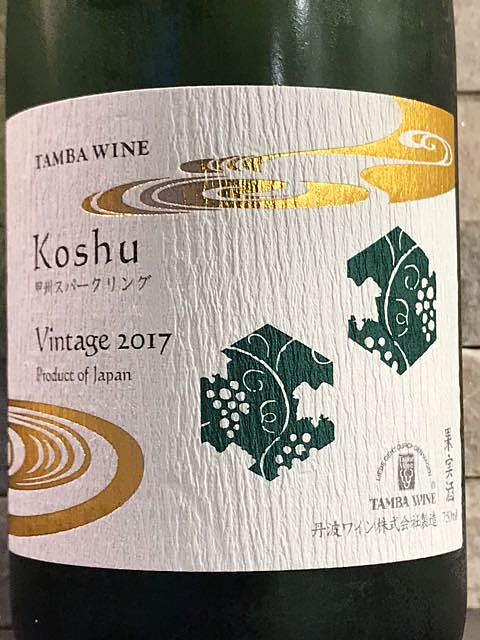 TAMBA WINE
Koshu
甲州スパークリング
Vintage 2017
Product of Japan
果実酒
750ml
TAMBA WINE
丹波ワイン株式会社製造